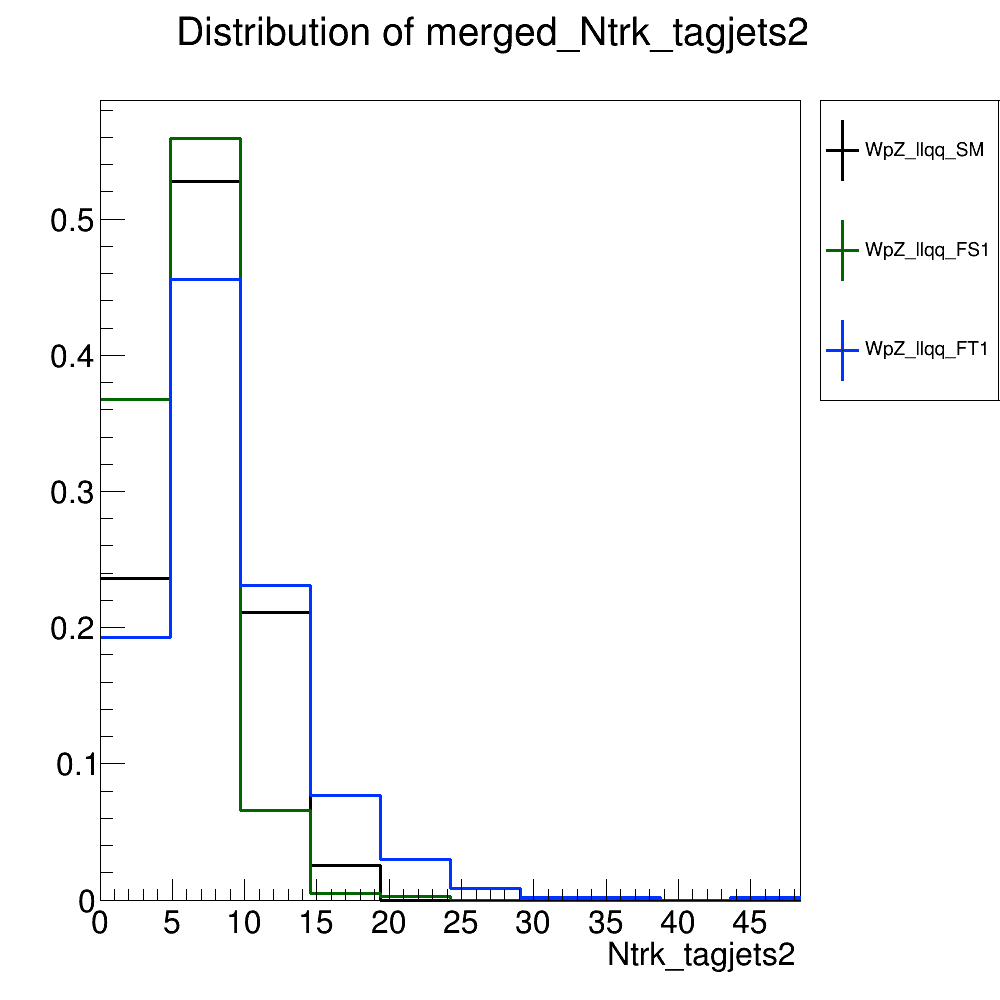 Distribution of merged_Ntrk_tagjets2
WpZ_llqq_SM
WpZ_llqq_FS1
WpZ_llqq_FT1
0.5
0.4
0.3
0.2
0.1
0
0 5 10 15 20 25 30 35 40 45
Ntrk_tagjets2